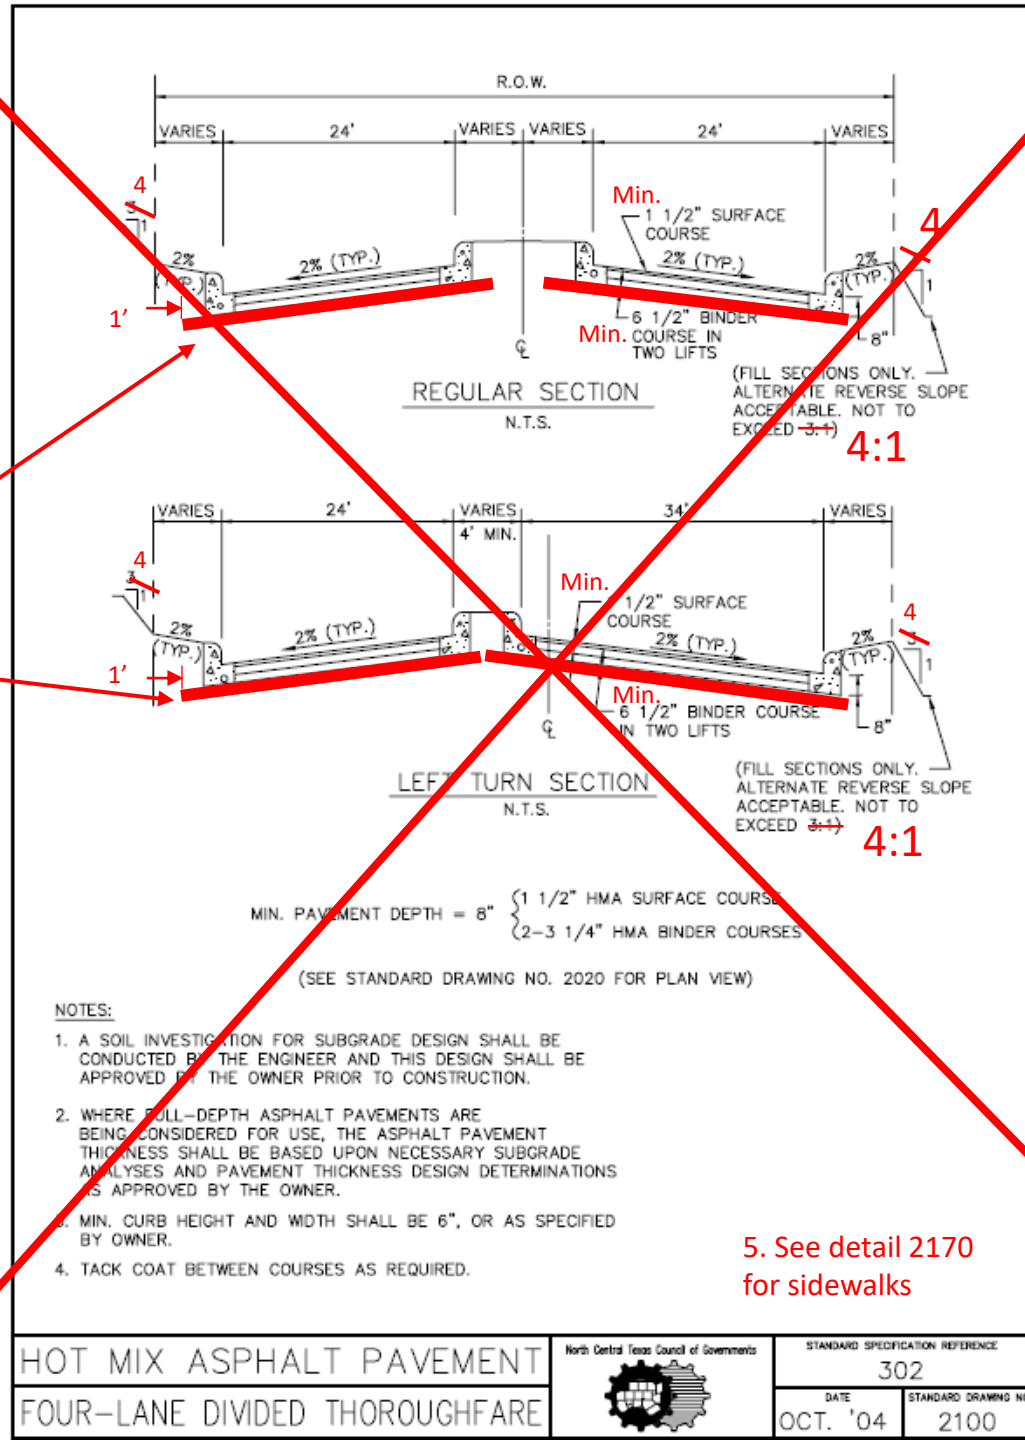 R.O.W.
VARIES 24' VARIES VARIES 24' VARIES
4
3
1
Min.
1 1/2" SURFACE
COURSE
4
1
2%
(TYP.)
2% (TYP.)
2% (TYP.)
2%
(TYP.)
1'
Min.
6 1/2" BINDER
COURSE IN
TWO LIFTS
8"
℄
REGULAR SECTION
N.T.S.
(FILL SECTIONS ONLY.
ALTERNATE REVERSE SLOPE
ACCEPTABLE. NOT TO
EXCEED 3:1)
4:1
VARIES 24' VARIES 34' VARIES
4' MIN.
4
3
1
Min.
1 1/2" SURFACE
COURSE
4
3
1
2%
(TYP.)
2% (TYP.)
2% (TYP.)
2%
(TYP.)
1'
Min.
6 1/2" BINDER COURSE
IN TWO LIFTS
8"
℄
LEFT TURN SECTION
N.T.S.
(FILL SECTIONS ONLY.
ALTERNATE REVERSE SLOPE
ACCEPTABLE. NOT TO
EXCEED 3:1)
4:1
MIN. PAVEMENT DEPTH = 8" {1 1/2" HMA SURFACE COURSE
2-3 1/4" HMA BINDER COURSES
(SEE STANDARD DRAWING NO. 2020 FOR PLAN VIEW)
NOTES:
1. A SOIL INVESTIGATION FOR SUBGRADE DESIGN SHALL BE
CONDUCTED BY THE ENGINEER AND THIS DESIGN SHALL BE
APPROVED BY THE OWNER PRIOR TO CONSTRUCTION.
2. WHERE FULL-DEPTH ASPHALT PAVEMENTS ARE
BEING CONSIDERED FOR USE, THE ASPHALT PAVEMENT
THICKNESS SHALL BE BASED UPON NECESSARY SUBGRADE
ANALYSES AND PAVEMENT THICKNESS DESIGN DETERMINATIONS
AS APPROVED BY THE OWNER.
3. MIN. CURB HEIGHT AND WIDTH SHALL BE 6", OR AS SPECIFIED
BY OWNER.
4. TACK COAT BETWEEN COURSES AS REQUIRED.
5. See detail 2170
for sidewalks
HOT MIX ASPHALT PAVEMENT
FOUR-LANE DIVIDED THOROUGHFARE
North Central Texas Council of Governments
STANDARD SPECIFICATION REFERENCE
302
DATE
OCT. '04
STANDARD DRAWING NO.
2100